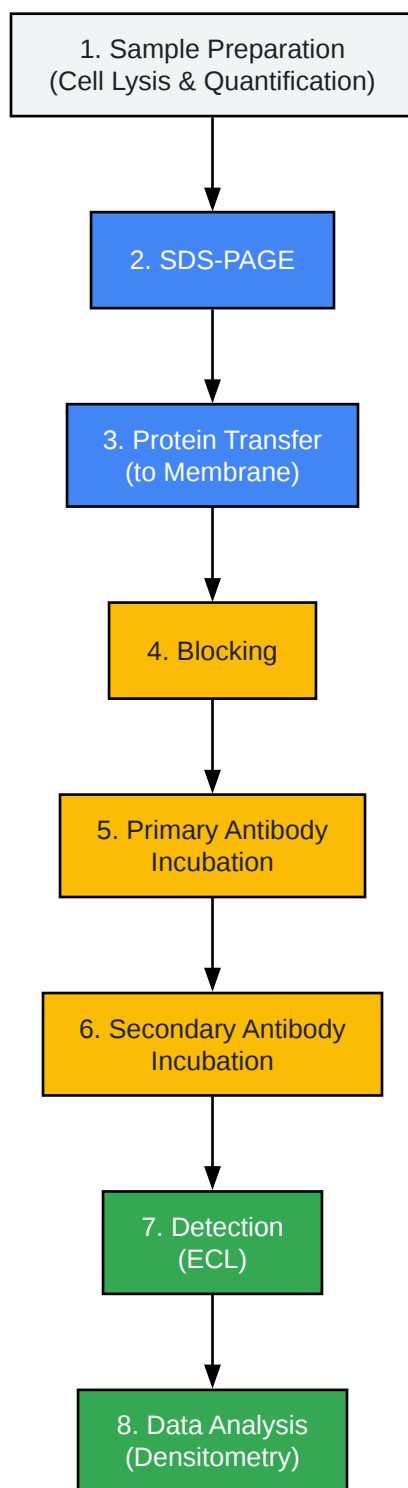 1. Sample Preparation
(Cell Lysis & Quantification)
2. SDS-PAGE
3. Protein Transfer
(to Membrane)
4. Blocking
5. Primary Antibody
Incubation
6. Secondary Antibody
Incubation
7. Detection
(ECL)
8. Data Analysis
(Densitometry)